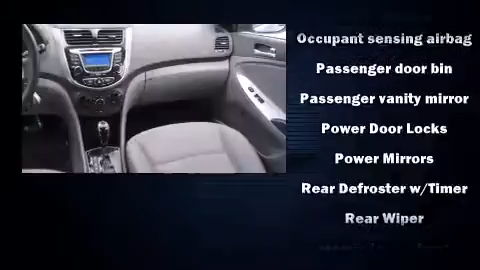 Occupant sensing airbag
Passenger door bin
Passenger vanity mirror
Power Door Locks
Power Mirrors
Rear Defroster w/Timer
Rear Wiper